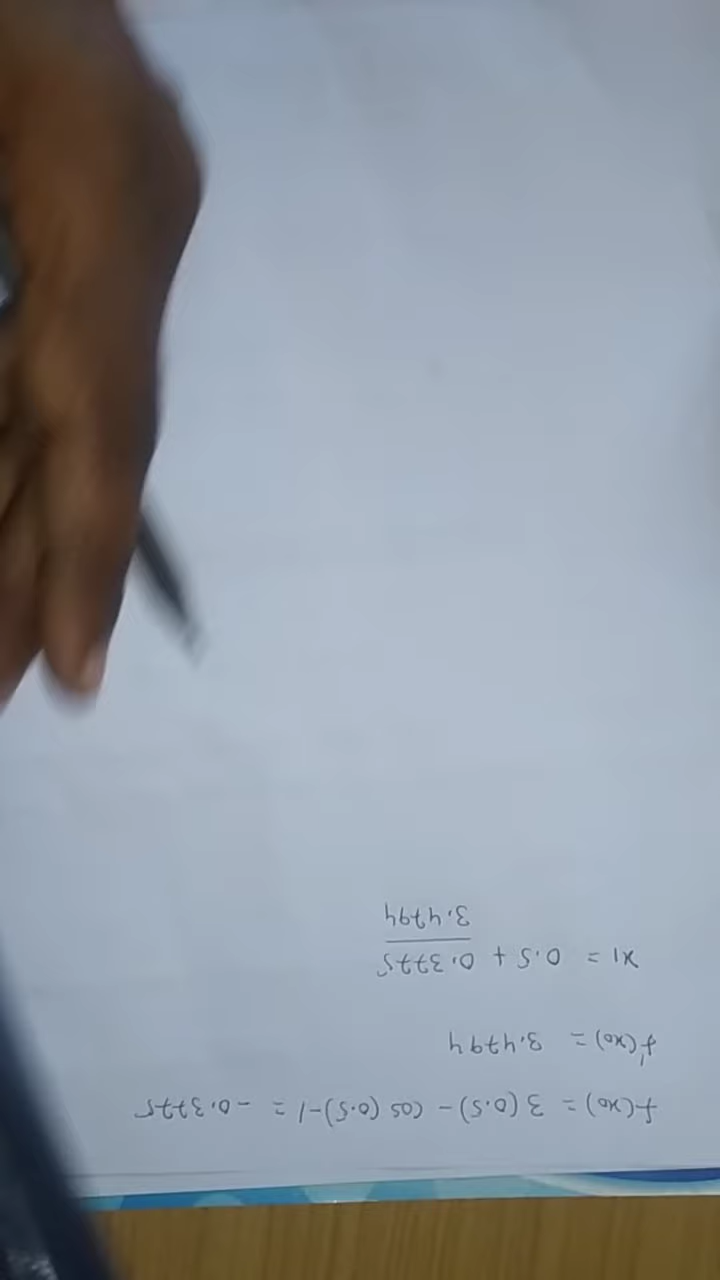 f(x0) = 3(0.5) - cos(0.5)-1 = -0.3775
f'(x0) = 3.4794
x1 = 0.5 + 0.3775
3.4794